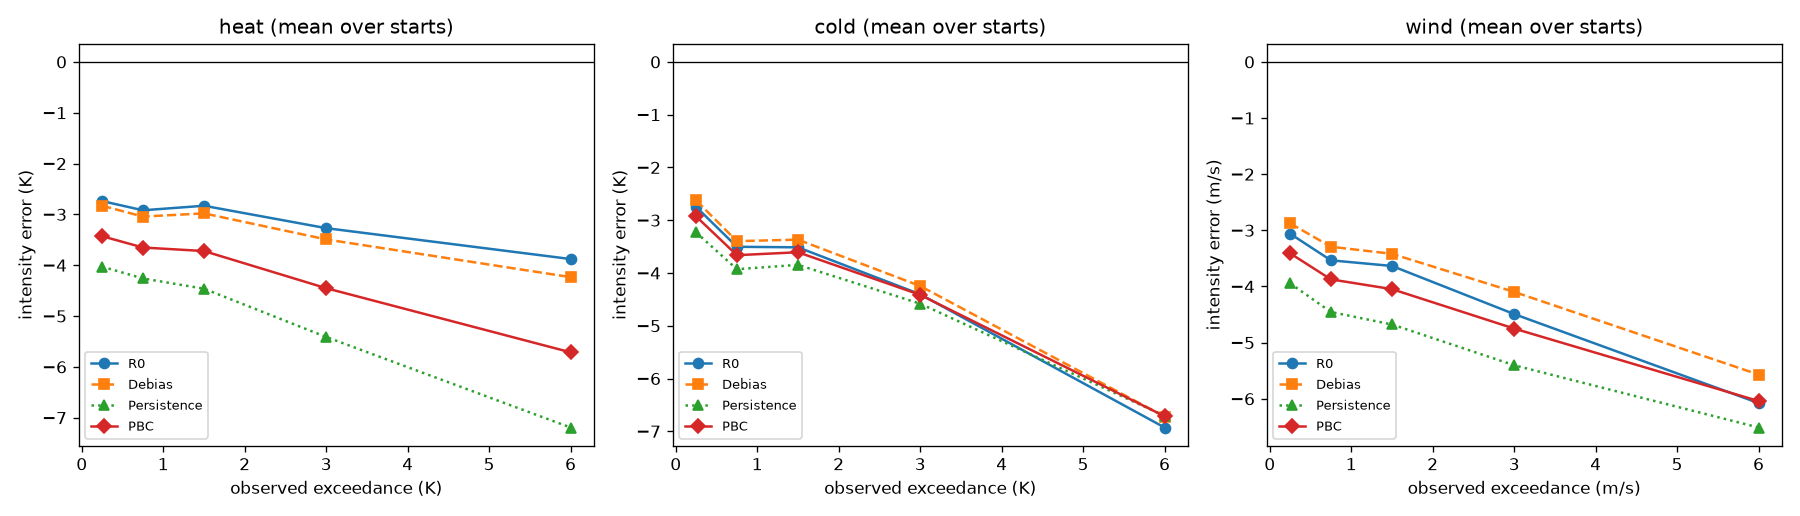 heat (mean over starts)
intensity error (K)
0
−1
−2
−3
−4
−5
−6
−7
R0
Debias
Persistence
PBC
0 1 2 3 4 5 6
observed exceedance (K)
cold (mean over starts)
intensity error (K)
0
−1
−2
−3
−4
−5
−6
−7
R0
Debias
Persistence
PBC
0 1 2 3 4 5 6
observed exceedance (K)
wind (mean over starts)
intensity error (m/s)
0
−1
−2
−3
−4
−5
−6
R0
Debias
Persistence
PBC
0 1 2 3 4 5 6
observed exceedance (m/s)